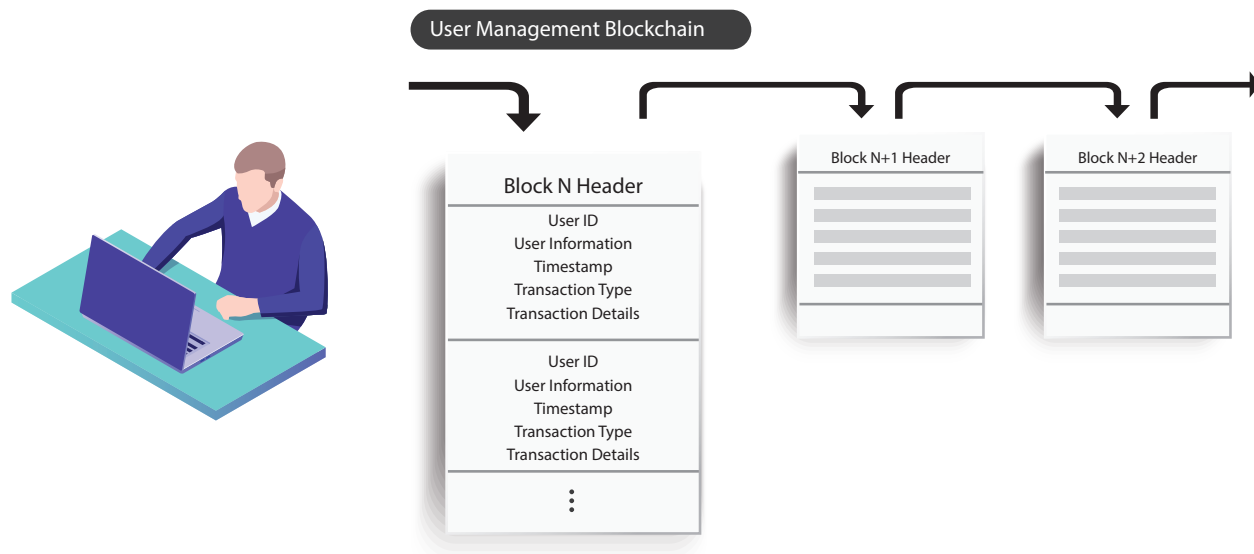 User Management Blockchain
Block N Header
User ID
User Information
Timestamp
Transaction Type
Transaction Details
User ID
User Information
Timestamp
Transaction Type
Transaction Details
Block N+1 Header
Block N+2 Header